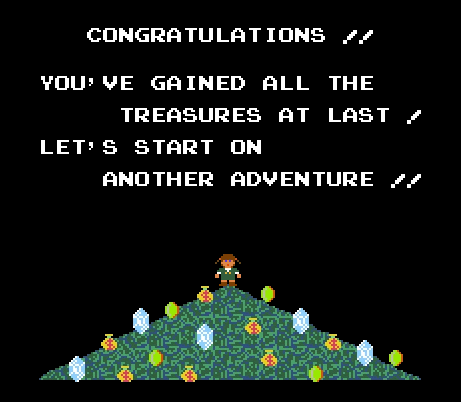 CONGRATULATIONS !!
YOU'VE GAINED ALL THE
TREASURES AT LAST !
LET'S START ON
ANOTHER ADVENTURE !!